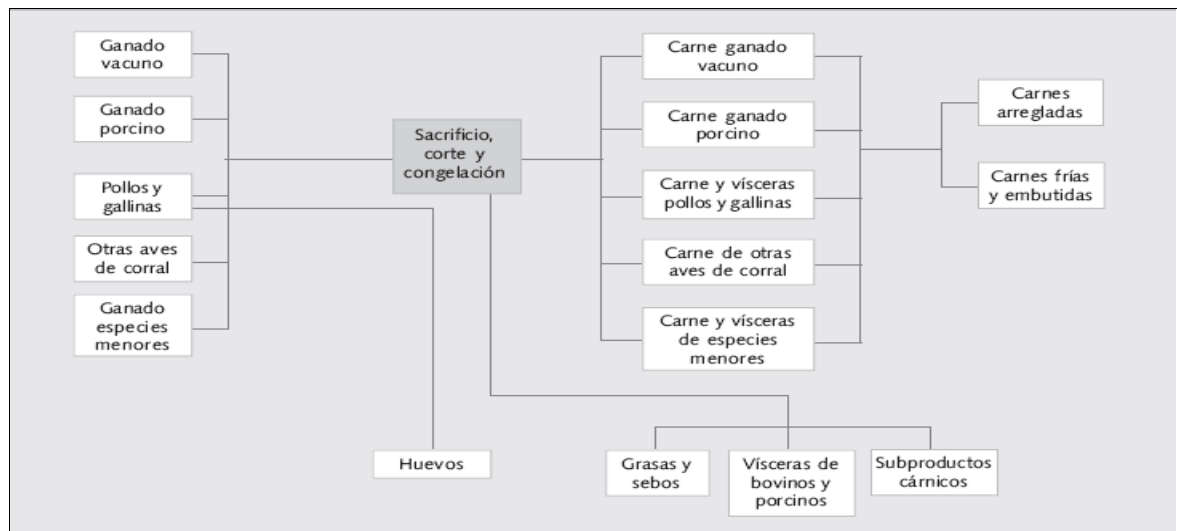 Ganado
vacuno
Ganado
porcino
Pollos y
gallinas
Otras aves
de corral
Ganado
especies
menores
Sacrificio,
corte y
congelación
Carne ganado
vacuno
Carne ganado
porcino
Carne y vísceras
pollos y gallinas
Carne de otras
aves de corral
Carne y vísceras
de especies
menores
Carnes
arregladas
Carnes frías
y embutidas
Huevos
Grasas y
sebos
Vísceras de
bovinos y
porcinos
Subproductos
cárnicos